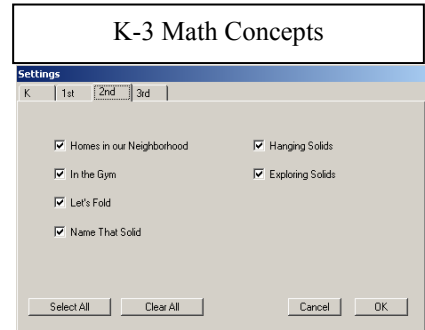 K-3 Math Concepts
Settings
K 1st 2nd 3rd
Homes in our Neighborhood Hanging Solids
In the Gym Exploring Solids
Let's Fold
Name That Solid
Select All Clear All Cancel OK